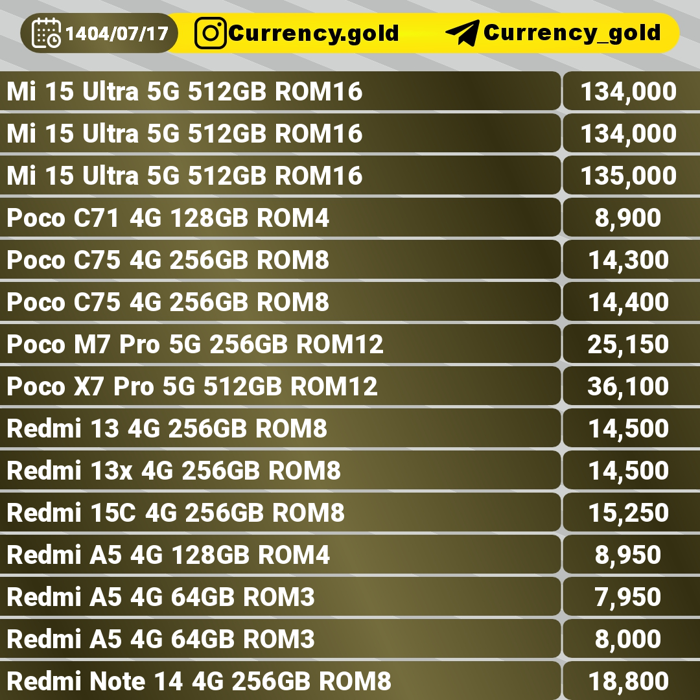 1404/07/17 Currency.gold Currency_gold
Mi 15 Ultra 5G 512GB ROM16 134,000
Mi 15 Ultra 5G 512GB ROM16 134,000
Mi 15 Ultra 5G 512GB ROM16 135,000
Poco C71 4G 128GB ROM4 8,900
Poco C75 4G 256GB ROM8 14,300
Poco C75 4G 256GB ROM8 14,400
Poco M7 Pro 5G 256GB ROM12 25,150
Poco X7 Pro 5G 512GB ROM12 36,100
Redmi 13 4G 256GB ROM8 14,500
Redmi 13x 4G 256GB ROM8 14,500
Redmi 15C 4G 256GB ROM8 15,250
Redmi A5 4G 128GB ROM4 8,950
Redmi A5 4G 64GB ROM3 7,950
Redmi A5 4G 64GB ROM3 8,000
Redmi Note 14 4G 256GB ROM8 18,800